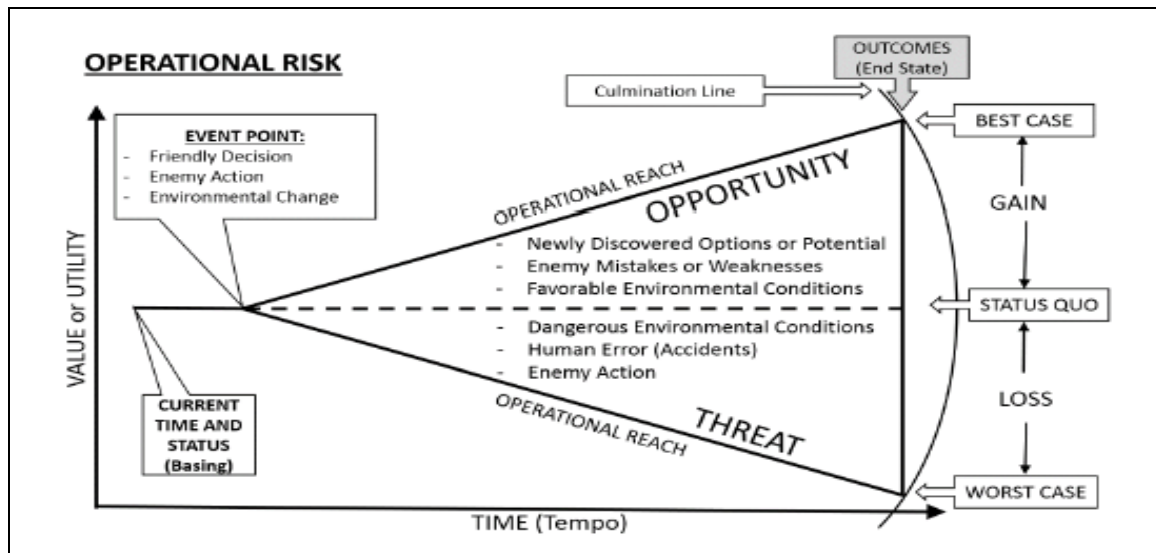 OPERATIONAL RISK
OUTCOMES
(End State)
Culmination Line
BEST CASE
EVENT POINT:
- Friendly Decision
- Enemy Action
- Environmental Change
OPERATIONAL REACH
OPPORTUNITY
GAIN
- Newly Discovered Options or Potential
- Enemy Mistakes or Weaknesses
- Favorable Environmental Conditions
STATUS QUO
VALUE or UTILITY
- Dangerous Environmental Conditions
- Human Error (Accidents)
- Enemy Action
CURRENT
TIME AND
STATUS
(Basing)
OPERATIONAL REACH
THREAT
LOSS
WORST CASE
TIME (Tempo)